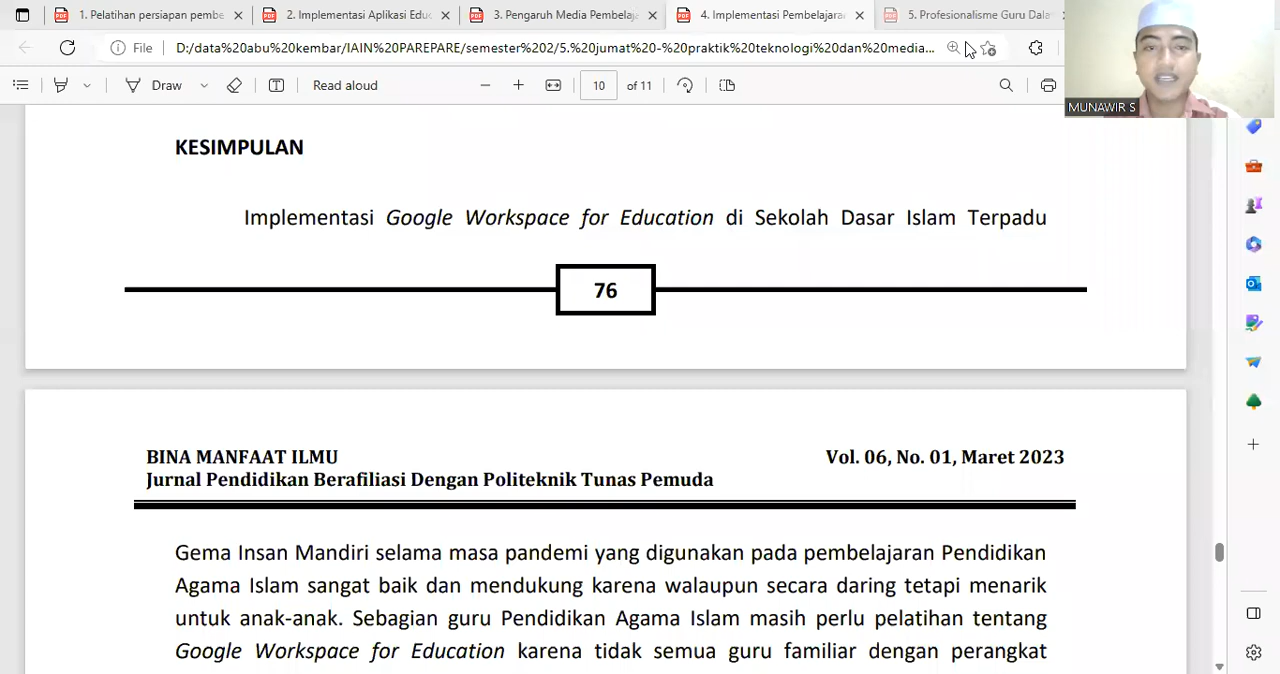 1. Pelatihan persiapan pembe
2. Implementasi Aplikasi Edu
3. Pengaruh Media Pembelaja
4. Implementasi Pembelajara
5. Profesionalisme Guru Dala
File
D:/data%20abu%20kembar/IAIN%20PAREPARE/semester%202/5.%20jumat%20-%20praktik%20teknologi%20dan%20media...
Draw
Read aloud
10
of 11
MUNAWIR S
KESIMPULAN
Implementasi Google Workspace for Education di Sekolah Dasar Islam Terpadu
76
BINA MANFAAT ILMU
Vol. 06, No. 01, Maret 2023
Jurnal Pendidikan Berafiliasi Dengan Politeknik Tunas Pemuda
Gema Insan Mandiri selama masa pandemi yang digunakan pada pembelajaran Pendidikan
Agama Islam sangat baik dan mendukung karena walaupun secara daring tetapi menarik
untuk anak-anak. Sebagian guru Pendidikan Agama Islam masih perlu pelatihan tentang
Google Workspace for Education karena tidak semua guru familiar dengan perangkat